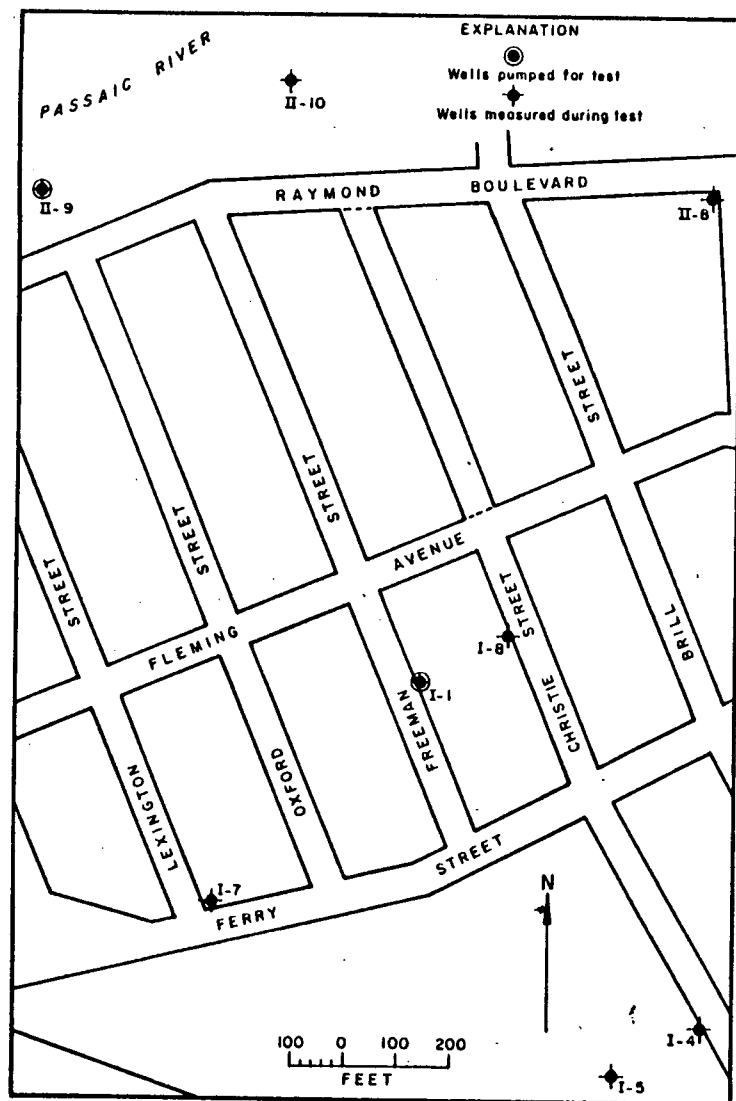 EXPLANATION
Wells pumped for test
Wells measured during test
PASSAIC RIVER
II-10
II-9
RAYMOND BOULEVARD
II-8
STREET
STREET
STREET
STREET
FLEMING AVENUE
STREET
I-8
I-1
BRILL
CHRISTIE
FREEMAN
OXFORD
LEXINGTON
I-7
FERRY STREET
N
I-4
I-5
100 0 100 200
FEET